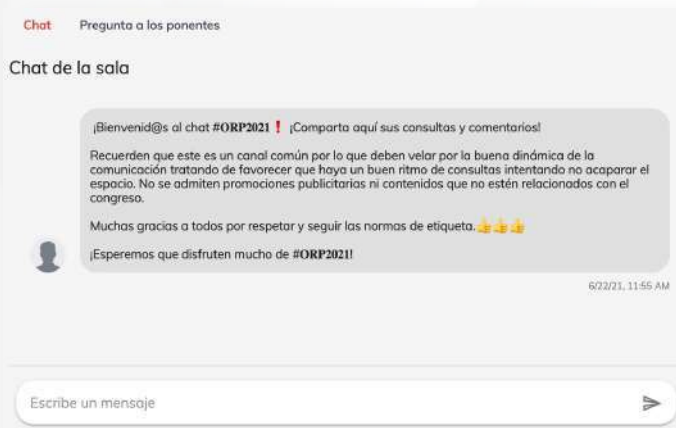 Chat Pregunta a los ponentes
Chat de la sala
¡Bienvenid@s al chat #ORP2021❗ ¡Comparta aquí sus consultas y comentarios!
Recuerden que este es un canal común por lo que deben velar por la buena dinámica de la
comunicación tratando de favorecer que haya un buen ritmo de consultas intentando no acaparar el
espacio. No se admiten promociones publicitarias ni contenidos que no estén relacionados con el
congreso.
Muchas gracias a todos por respetar y seguir las normas de etiqueta.👍👍👍
¡Esperemos que disfruten mucho de #ORP2021!
6/22/21, 11:55 AM
Escribe un mensaje